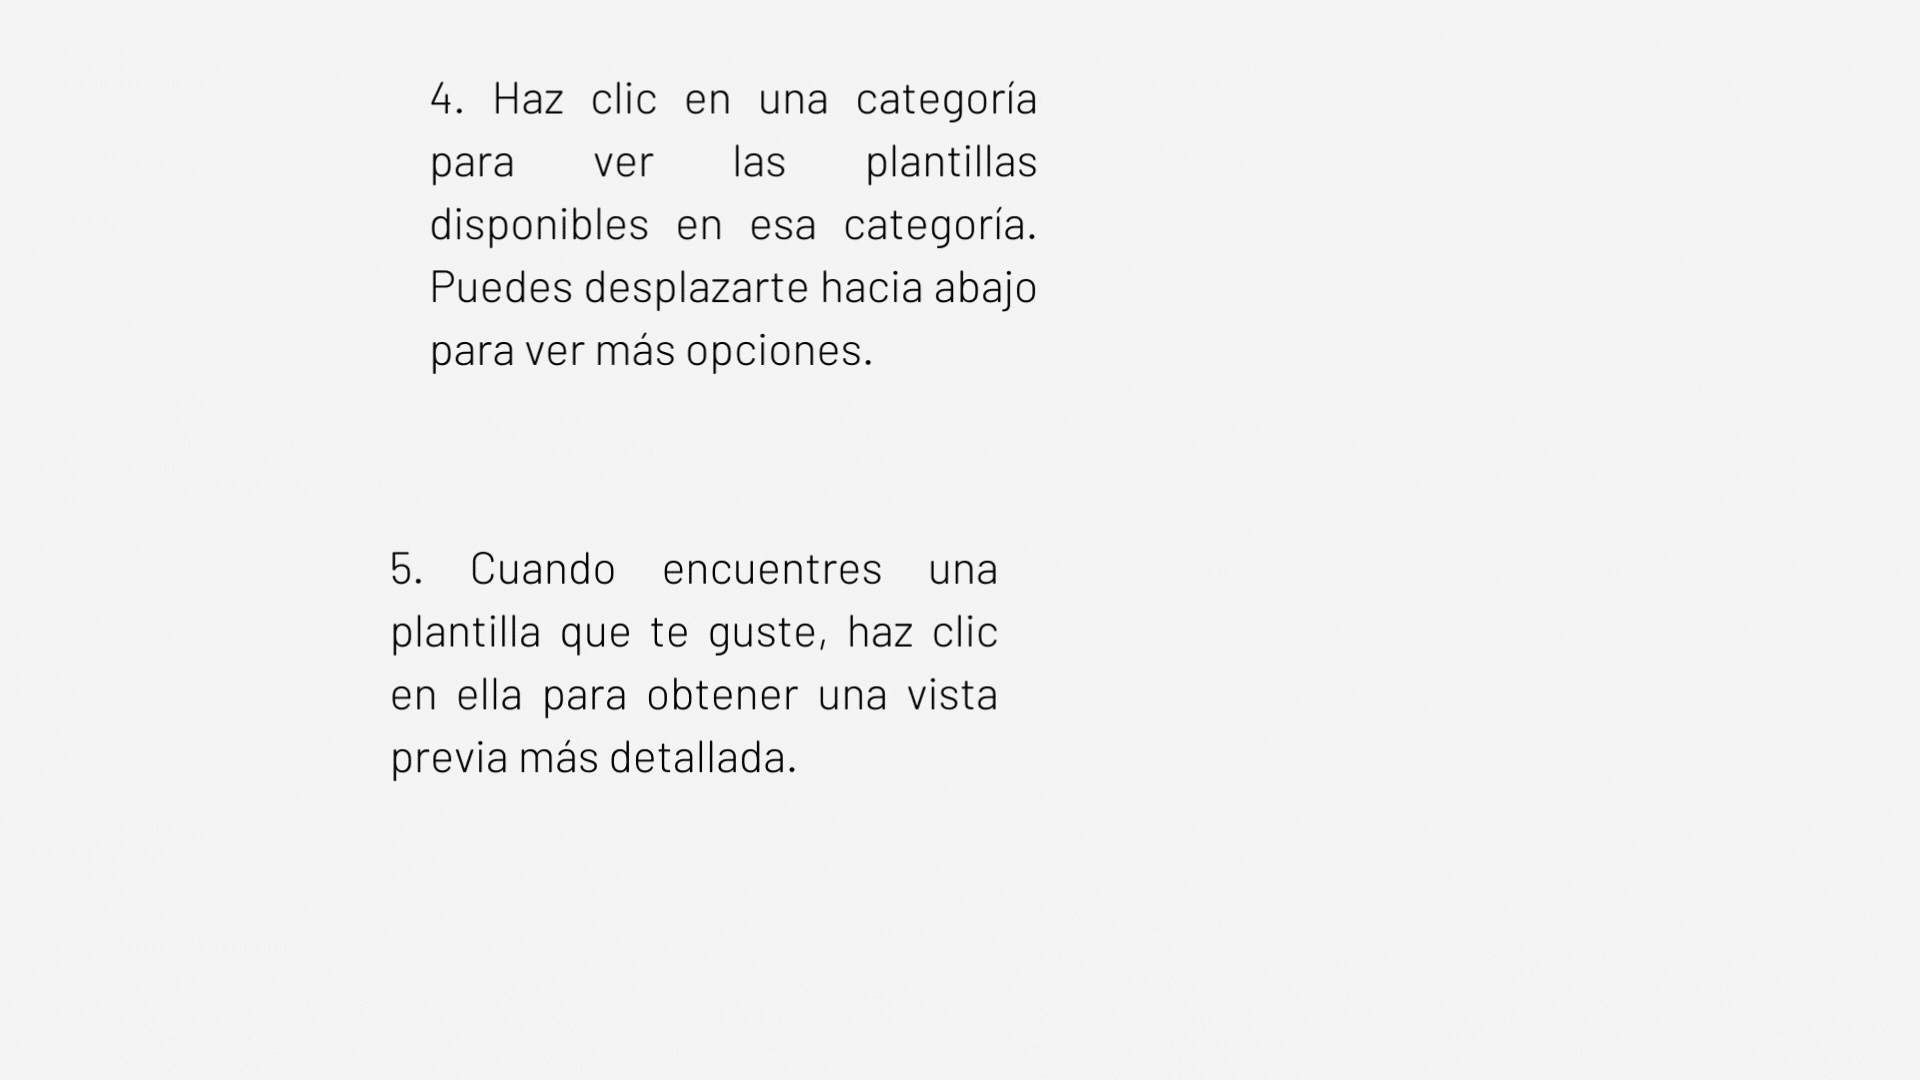 4. Haz clic en una categoría
para ver las plantillas
disponibles en esa categoría.
Puedes desplazarte hacia abajo
para ver más opciones.
5. Cuando encuentres una
plantilla que te guste, haz clic
en ella para obtener una vista
previa más detallada.